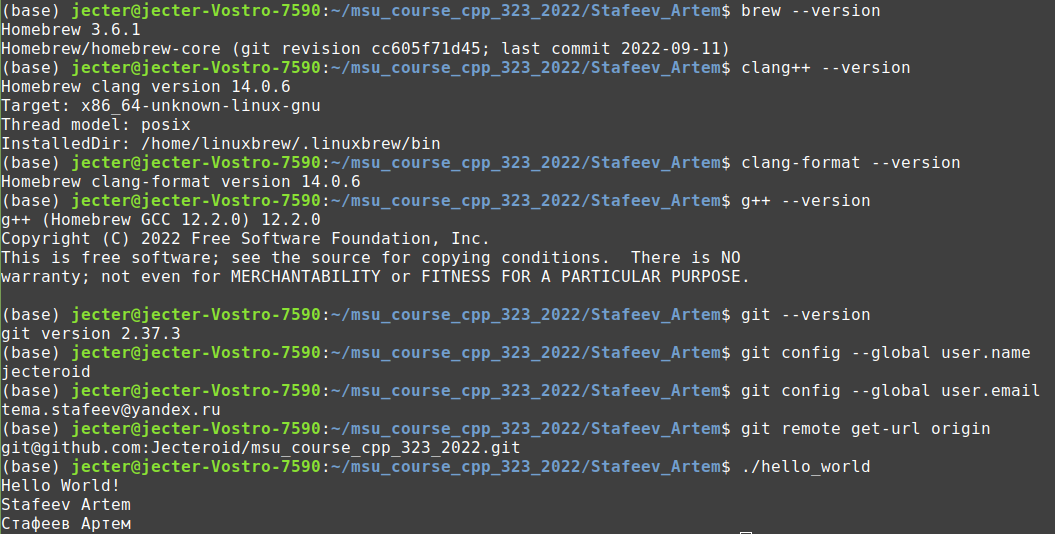 (base) jecter@jecter-Vostro-7590:~/msu_course_cpp_323_2022/Stafeev_Artem$ brew --version
Homebrew 3.6.1
Homebrew/homebrew-core (git revision cc605f71d45; last commit 2022-09-11)
(base) jecter@jecter-Vostro-7590:~/msu_course_cpp_323_2022/Stafeev_Artem$ clang++ --version
Homebrew clang version 14.0.6
Target: x86_64-unknown-linux-gnu
Thread model: posix
InstalledDir: /home/linuxbrew/.linuxbrew/bin
(base) jecter@jecter-Vostro-7590:~/msu_course_cpp_323_2022/Stafeev_Artem$ clang-format --version
Homebrew clang-format version 14.0.6
(base) jecter@jecter-Vostro-7590:~/msu_course_cpp_323_2022/Stafeev_Artem$ g++ --version
g++ (Homebrew GCC 12.2.0) 12.2.0
Copyright (C) 2022 Free Software Foundation, Inc.
This is free software; see the source for copying conditions.  There is NO
warranty; not even for MERCHANTABILITY or FITNESS FOR A PARTICULAR PURPOSE.

(base) jecter@jecter-Vostro-7590:~/msu_course_cpp_323_2022/Stafeev_Artem$ git --version
git version 2.37.3
(base) jecter@jecter-Vostro-7590:~/msu_course_cpp_323_2022/Stafeev_Artem$ git config --global user.name
jecteroid
(base) jecter@jecter-Vostro-7590:~/msu_course_cpp_323_2022/Stafeev_Artem$ git config --global user.email
tema.stafeev@yandex.ru
(base) jecter@jecter-Vostro-7590:~/msu_course_cpp_323_2022/Stafeev_Artem$ git remote get-url origin
git@github.com:Jecteroid/msu_course_cpp_323_2022.git
(base) jecter@jecter-Vostro-7590:~/msu_course_cpp_323_2022/Stafeev_Artem$ ./hello_world
Hello World!
Stafeev Artem
Стафеев Артем